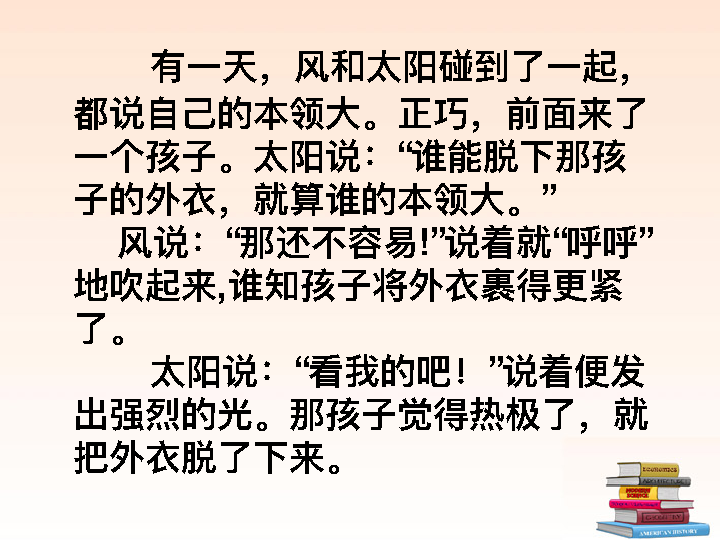 有一天，风和太阳碰到了一起，
都说自己的本领大。正巧，前面来了
一个孩子。太阳说：“谁能脱下那孩
子的外衣，就算谁的本领大。”
风说：“那还不容易!”说着就“呼呼”
地吹起来,谁知孩子将外衣裹得更紧
了。
太阳说：“看我的吧！”说着便发
出强烈的光。那孩子觉得热极了，就
把外衣脱了下来。
ECONOMICS
ARCHITECTURE
MODERN
SCIENCE
AMERICAN HISTORY